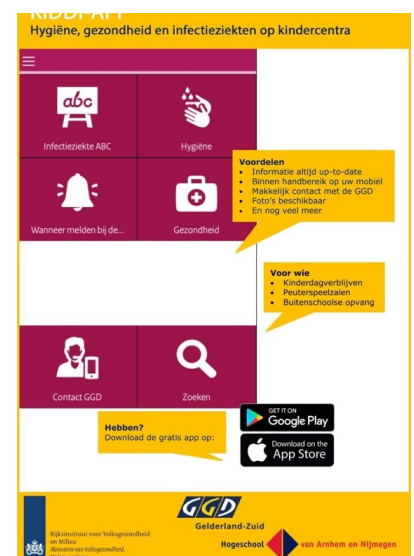 KIDDI-APP
Hygiëne, gezondheid en infectieziekten op kindercentra
abc
Infectieziekte ABC
Hygiëne
Wanneer melden bij de...
Gezondheid
Voordelen
• Informatie altijd up-to-date
• Binnen handbereik op uw mobiel
• Makkelijk contact met de GGD
• Foto's beschikbaar
• En nog veel meer
Voor wie
• Kinderdagverblijven
• Peuterspeelzalen
• Buitenschoolse opvang
Contact GGD
Zoeken
Hebben?
Download de gratis app op:
GET IT ON
Google Play
Download on the
App Store
GGD
Gelderland-Zuid
Rijksinstituut voor Volksgezondheid
en Milieu
Ministerie van Volksgezondheid,
Hogeschool van Arnhem en Nijmegen